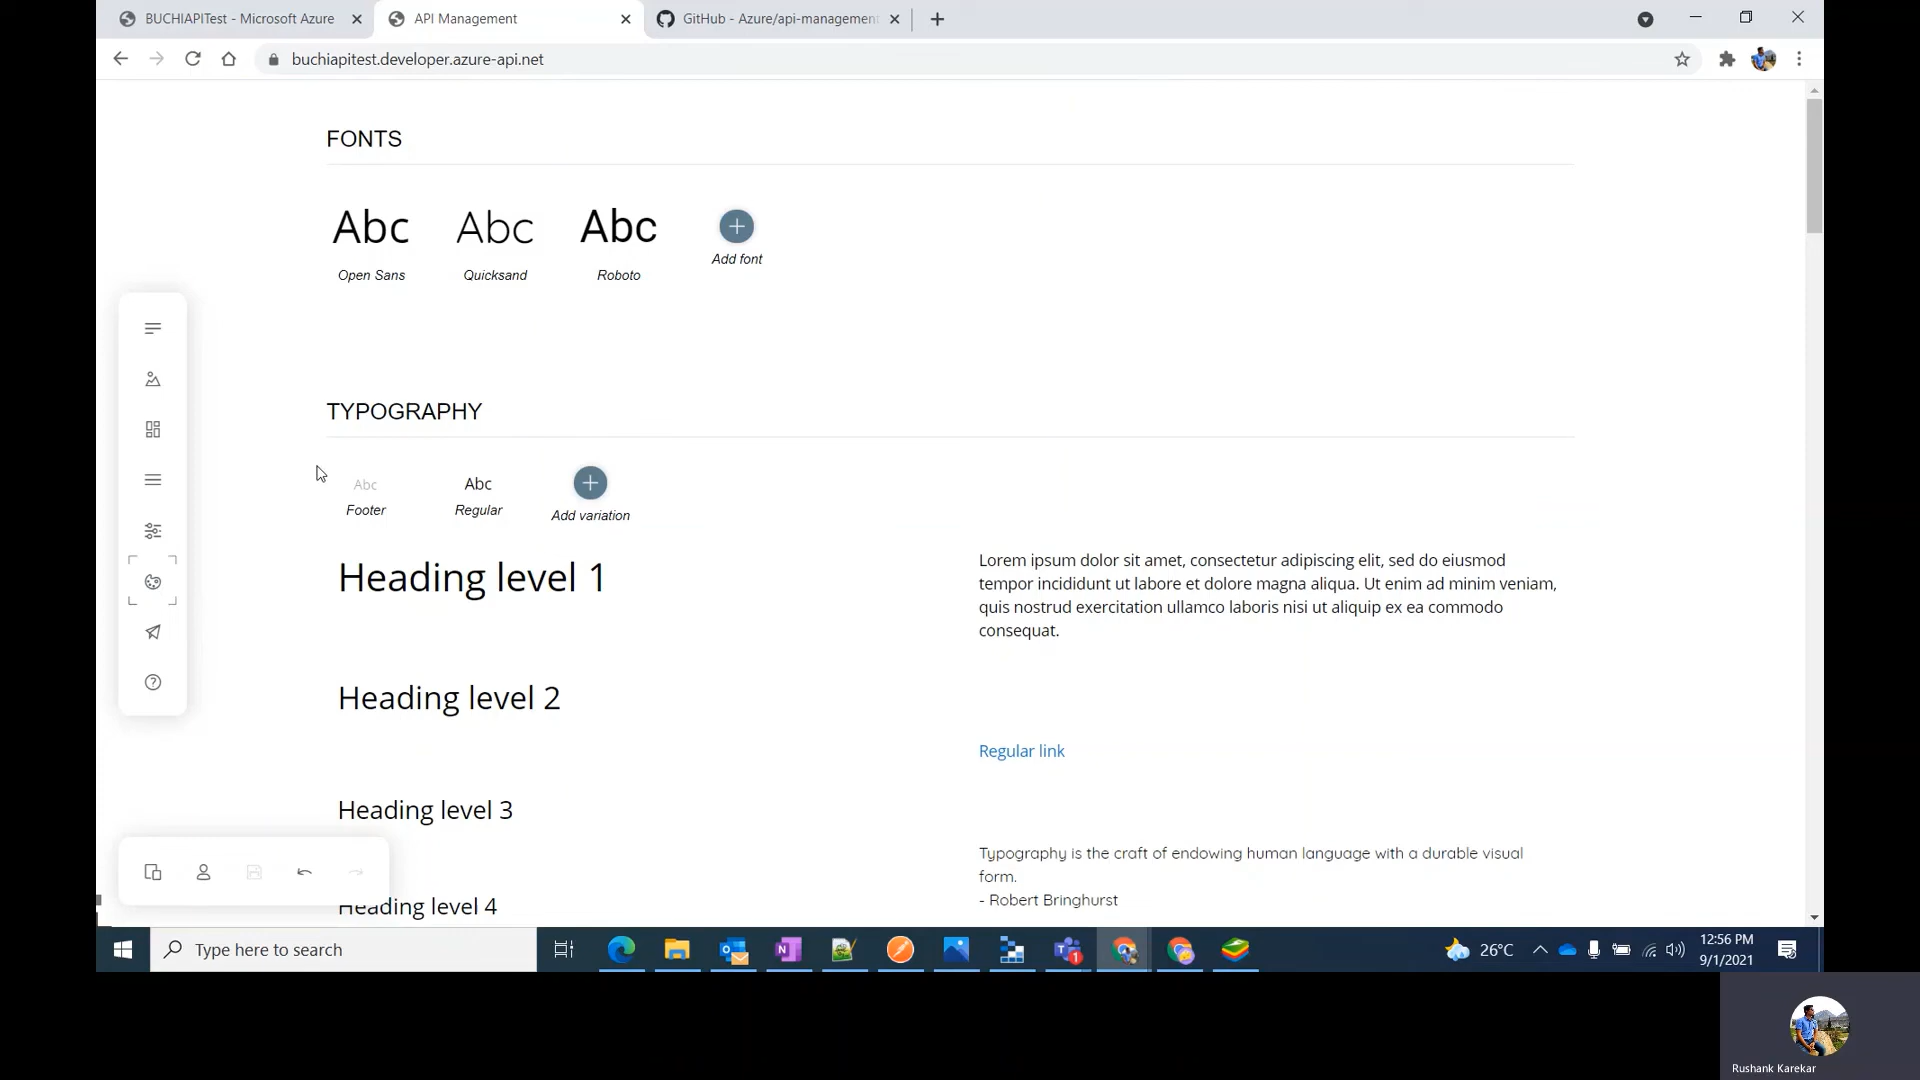 BUCHIAPITest - Microsoft Azure
API Management
GitHub - Azure/api-management
buchiapitest.developer.azure-api.net
FONTS
Abc
Abc
Abc
Open Sans
Quicksand
Roboto
Add font
TYPOGRAPHY
Abc
Abc
Footer
Regular
Add variation
Heading level 1
Heading level 2
Heading level 3
Heading level 4
Lorem ipsum dolor sit amet, consectetur adipiscing elit, sed do eiusmod
tempor incididunt ut labore et dolore magna aliqua. Ut enim ad minim veniam,
quis nostrud exercitation ullamco laboris nisi ut aliquip ex ea commodo
consequat.
Regular link
Typography is the craft of endowing human language with a durable visual
form.
- Robert Bringhurst
Type here to search
1
26°C
12:56 PM
9/1/2021
Rushank Karekar